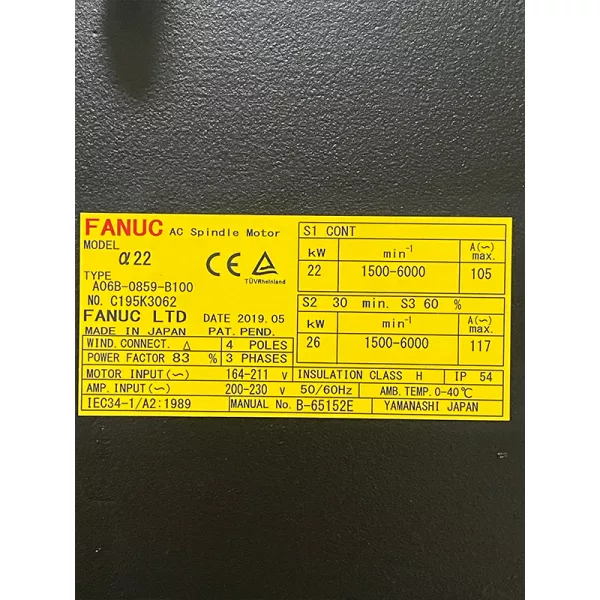 FANUC AC Spindle Motor
MODEL
α22
TYPE
A06B-0859-B100
NO. C195K3062
FANUC LTD DATE 2019.05
MADE IN JAPAN PAT. PEND.
CE
TÜVRheinland
WIND. CONNECT. △ 4 POLES
POWER FACTOR 83 % 3 PHASES
S1 CONT
kW min⁻¹ A(∼) max.
22 1500-6000 105
S2 30 min. S3 60 %
kW min⁻¹ A(∼) max.
26 1500-6000 117
MOTOR INPUT(∼) 164-211 V INSULATION CLASS H IP 54
AMP. INPUT(∼) 200-230 V 50/60Hz AMB. TEMP. 0-40℃
IEC34-1/A2:1989 MANUAL No. B-65152E YAMANASHI JAPAN